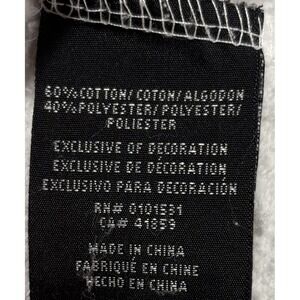 60% COTTON/ COTON/ ALGODON
40% POLYESTER/ POLYESTER/
POLIESTER
EXCLUSIVE OF DECORATION
EXCLUSIVE DE DÉCORATION
EXCLUSIVO PARA DECORACIÓN
RN# 0101531
CA# 41859
MADE IN CHINA
FABRIQUÉ EN CHINE
HECHO EN CHINA